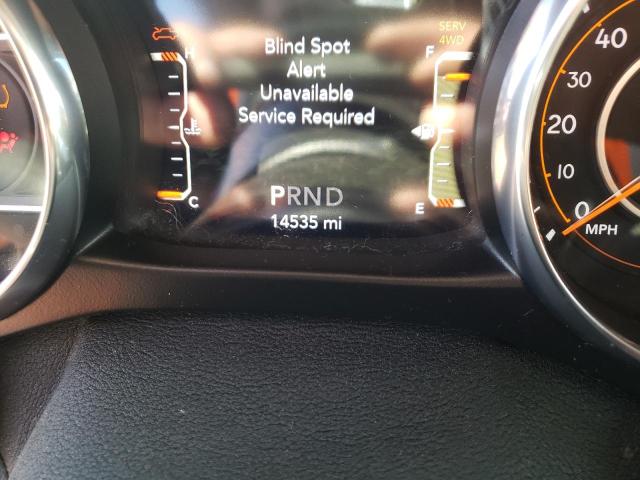 SERV
4WD
Blind Spot
Alert
Unavailable
Service Required
H
F
C
E
PRND
14535 mi
40
30
20
10
0
MPH